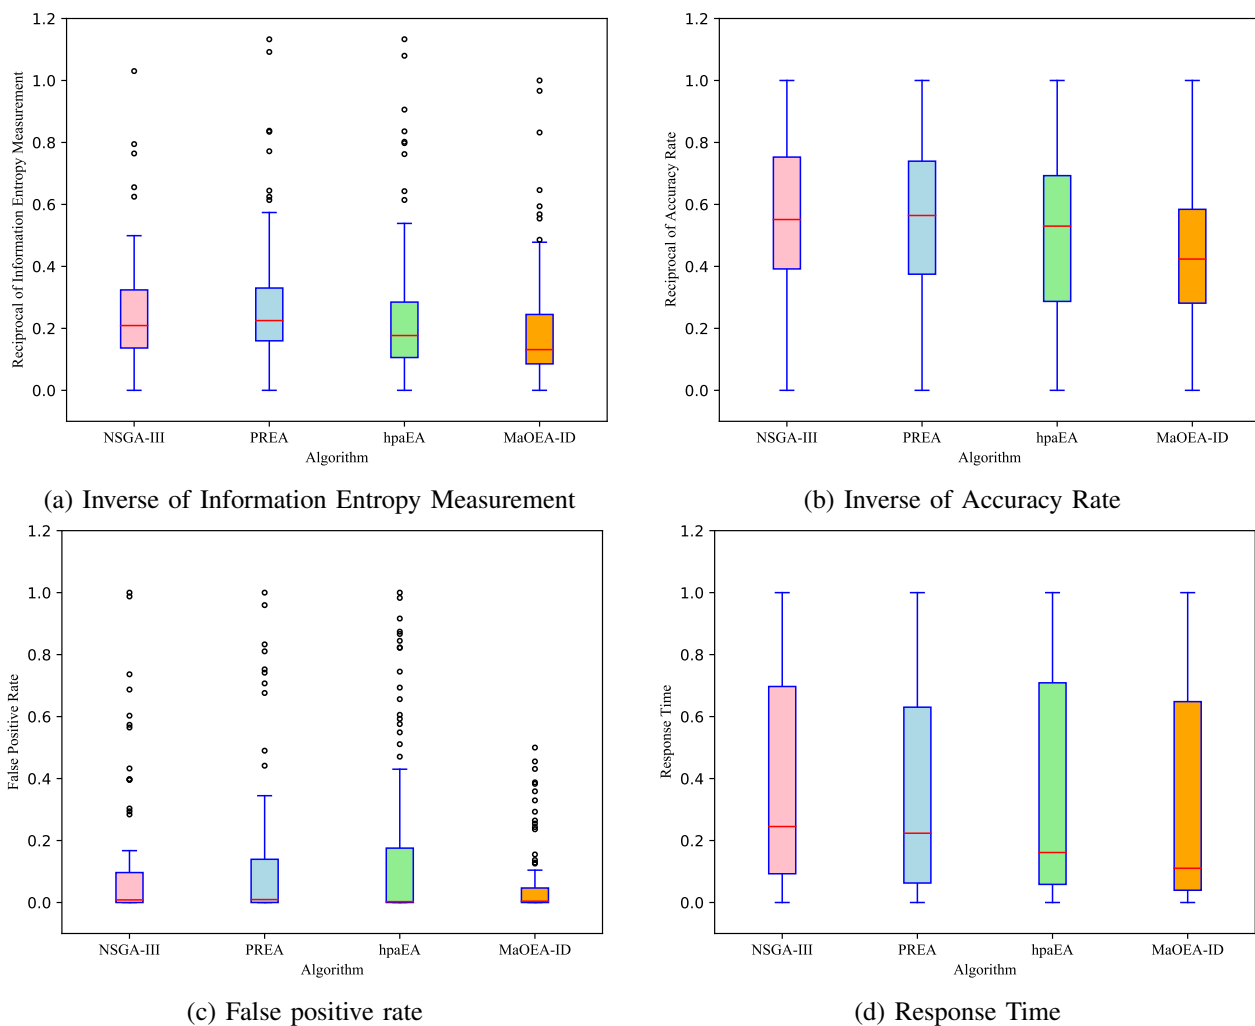 Reciprocal of Information Entropy Measurement
1.2
1.0
0.8
0.6
0.4
0.2
0.0
NSGA-III PREA hpaEA MaOEA-ID
Algorithm
(a) Inverse of Information Entropy Measurement
Reciprocal of Accuracy Rate
1.2
1.0
0.8
0.6
0.4
0.2
0.0
NSGA-III PREA hpaEA MaOEA-ID
Algorithm
(b) Inverse of Accuracy Rate
False Positive Rate
1.2
1.0
0.8
0.6
0.4
0.2
0.0
NSGA-III PREA hpaEA MaOEA-ID
Algorithm
(c) False positive rate
Response Time
1.2
1.0
0.8
0.6
0.4
0.2
0.0
NSGA-III PREA hpaEA MaOEA-ID
Algorithm
(d) Response Time